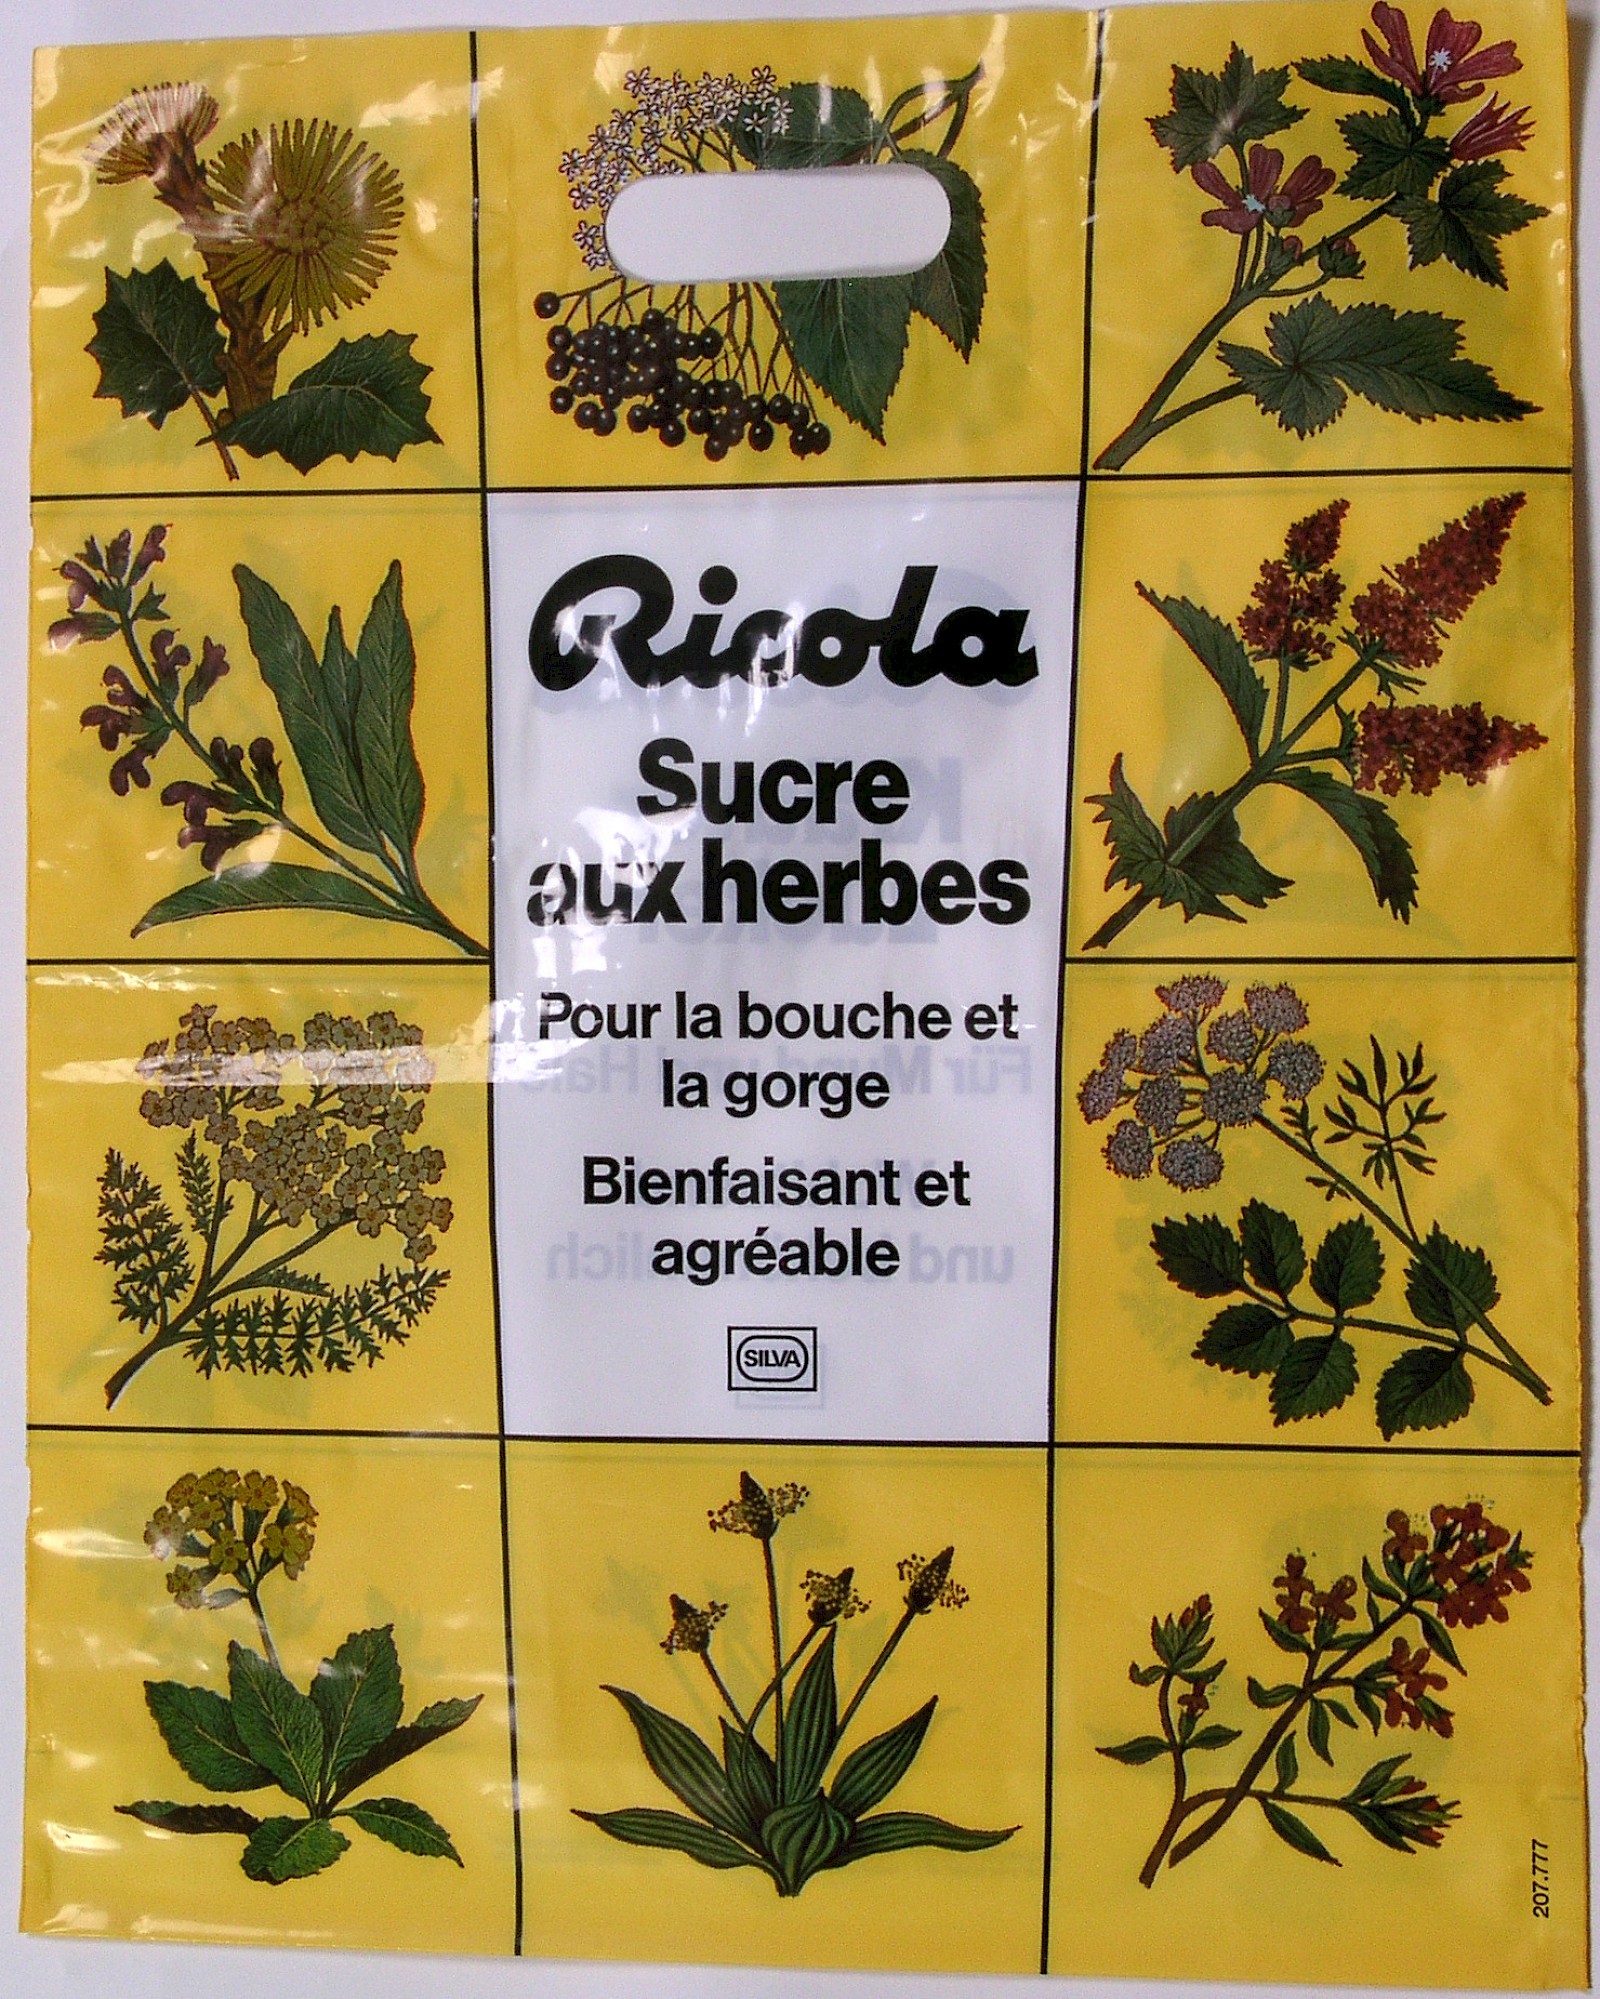 Ricola
Sucre
aux herbes
Pour la bouche et
la gorge
Bienfaisant et
agréable
SILVA
207.777